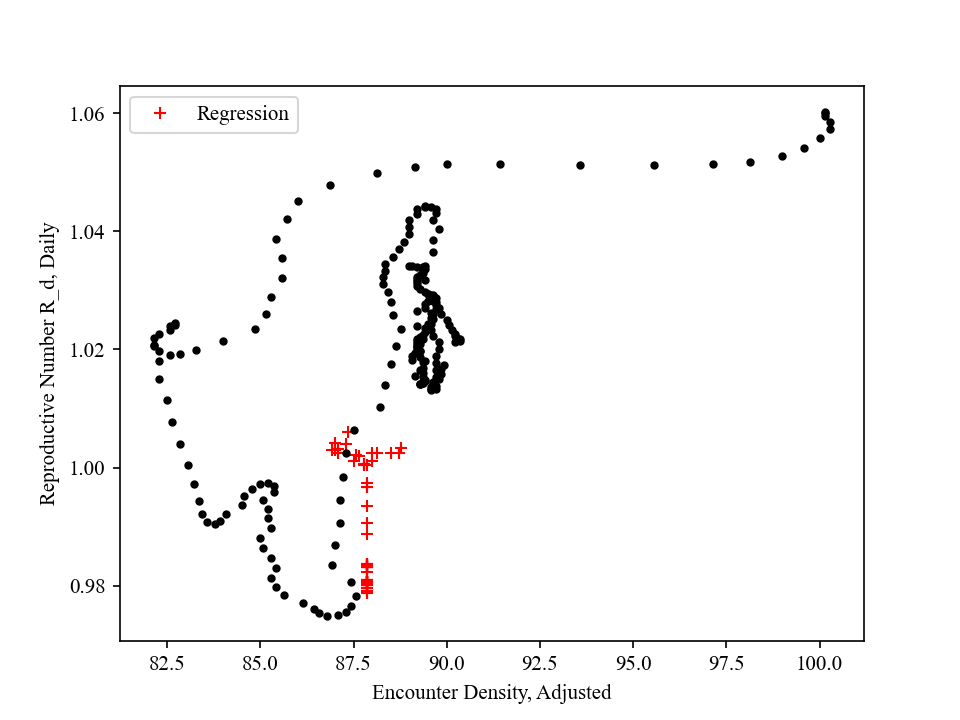 Regression
1.06
1.04
1.02
1.00
0.98
Reproductive Number R_d, Daily
82.5 85.0 87.5 90.0 92.5 95.0 97.5 100.0
Encounter Density, Adjusted